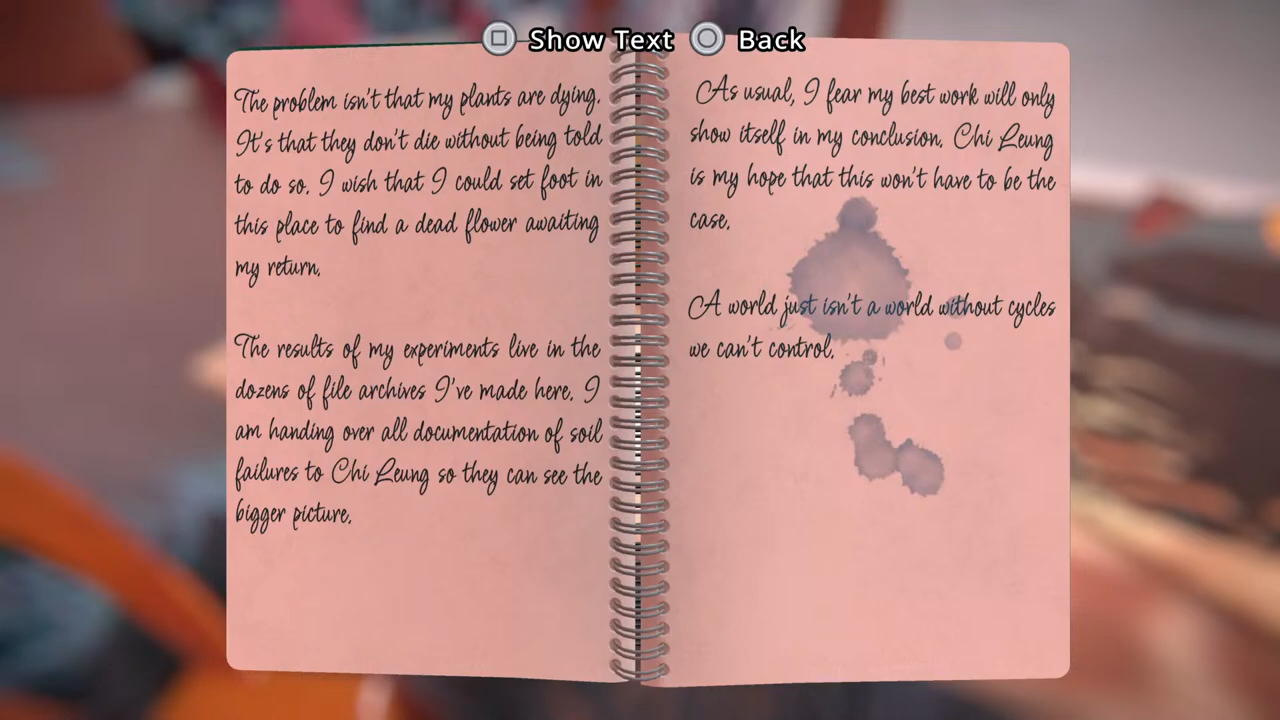 Show Text Back
The problem isn't that my plants are dying.
It's that they don't die without being told
to do so. I wish that I could set foot in
this place to find a dead flower awaiting
my return.
The results of my experiments live in the
dozens of file archives I've made here. I
am handing over all documentation of soil
failures to Chi Leung so they can see the
bigger picture.
As usual, I fear my best work will only
show itself in my conclusion. Chi Leung
is my hope that this won't have to be the
case.
A world just isn't a world without cycles
we can't control.